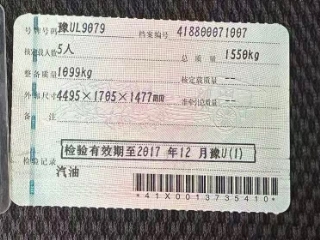 号牌号码 豫UL9079 档案编号 418800071007
核定载人数 5人 总质量 1550kg
整备质量 1099kg 核定载质量 --
外廓尺寸 4495×1705×1477mm 准牵引总质量 --
备注
检验有效期至2017年12月豫U(1)
检验记录
汽油
*41X0013735410*